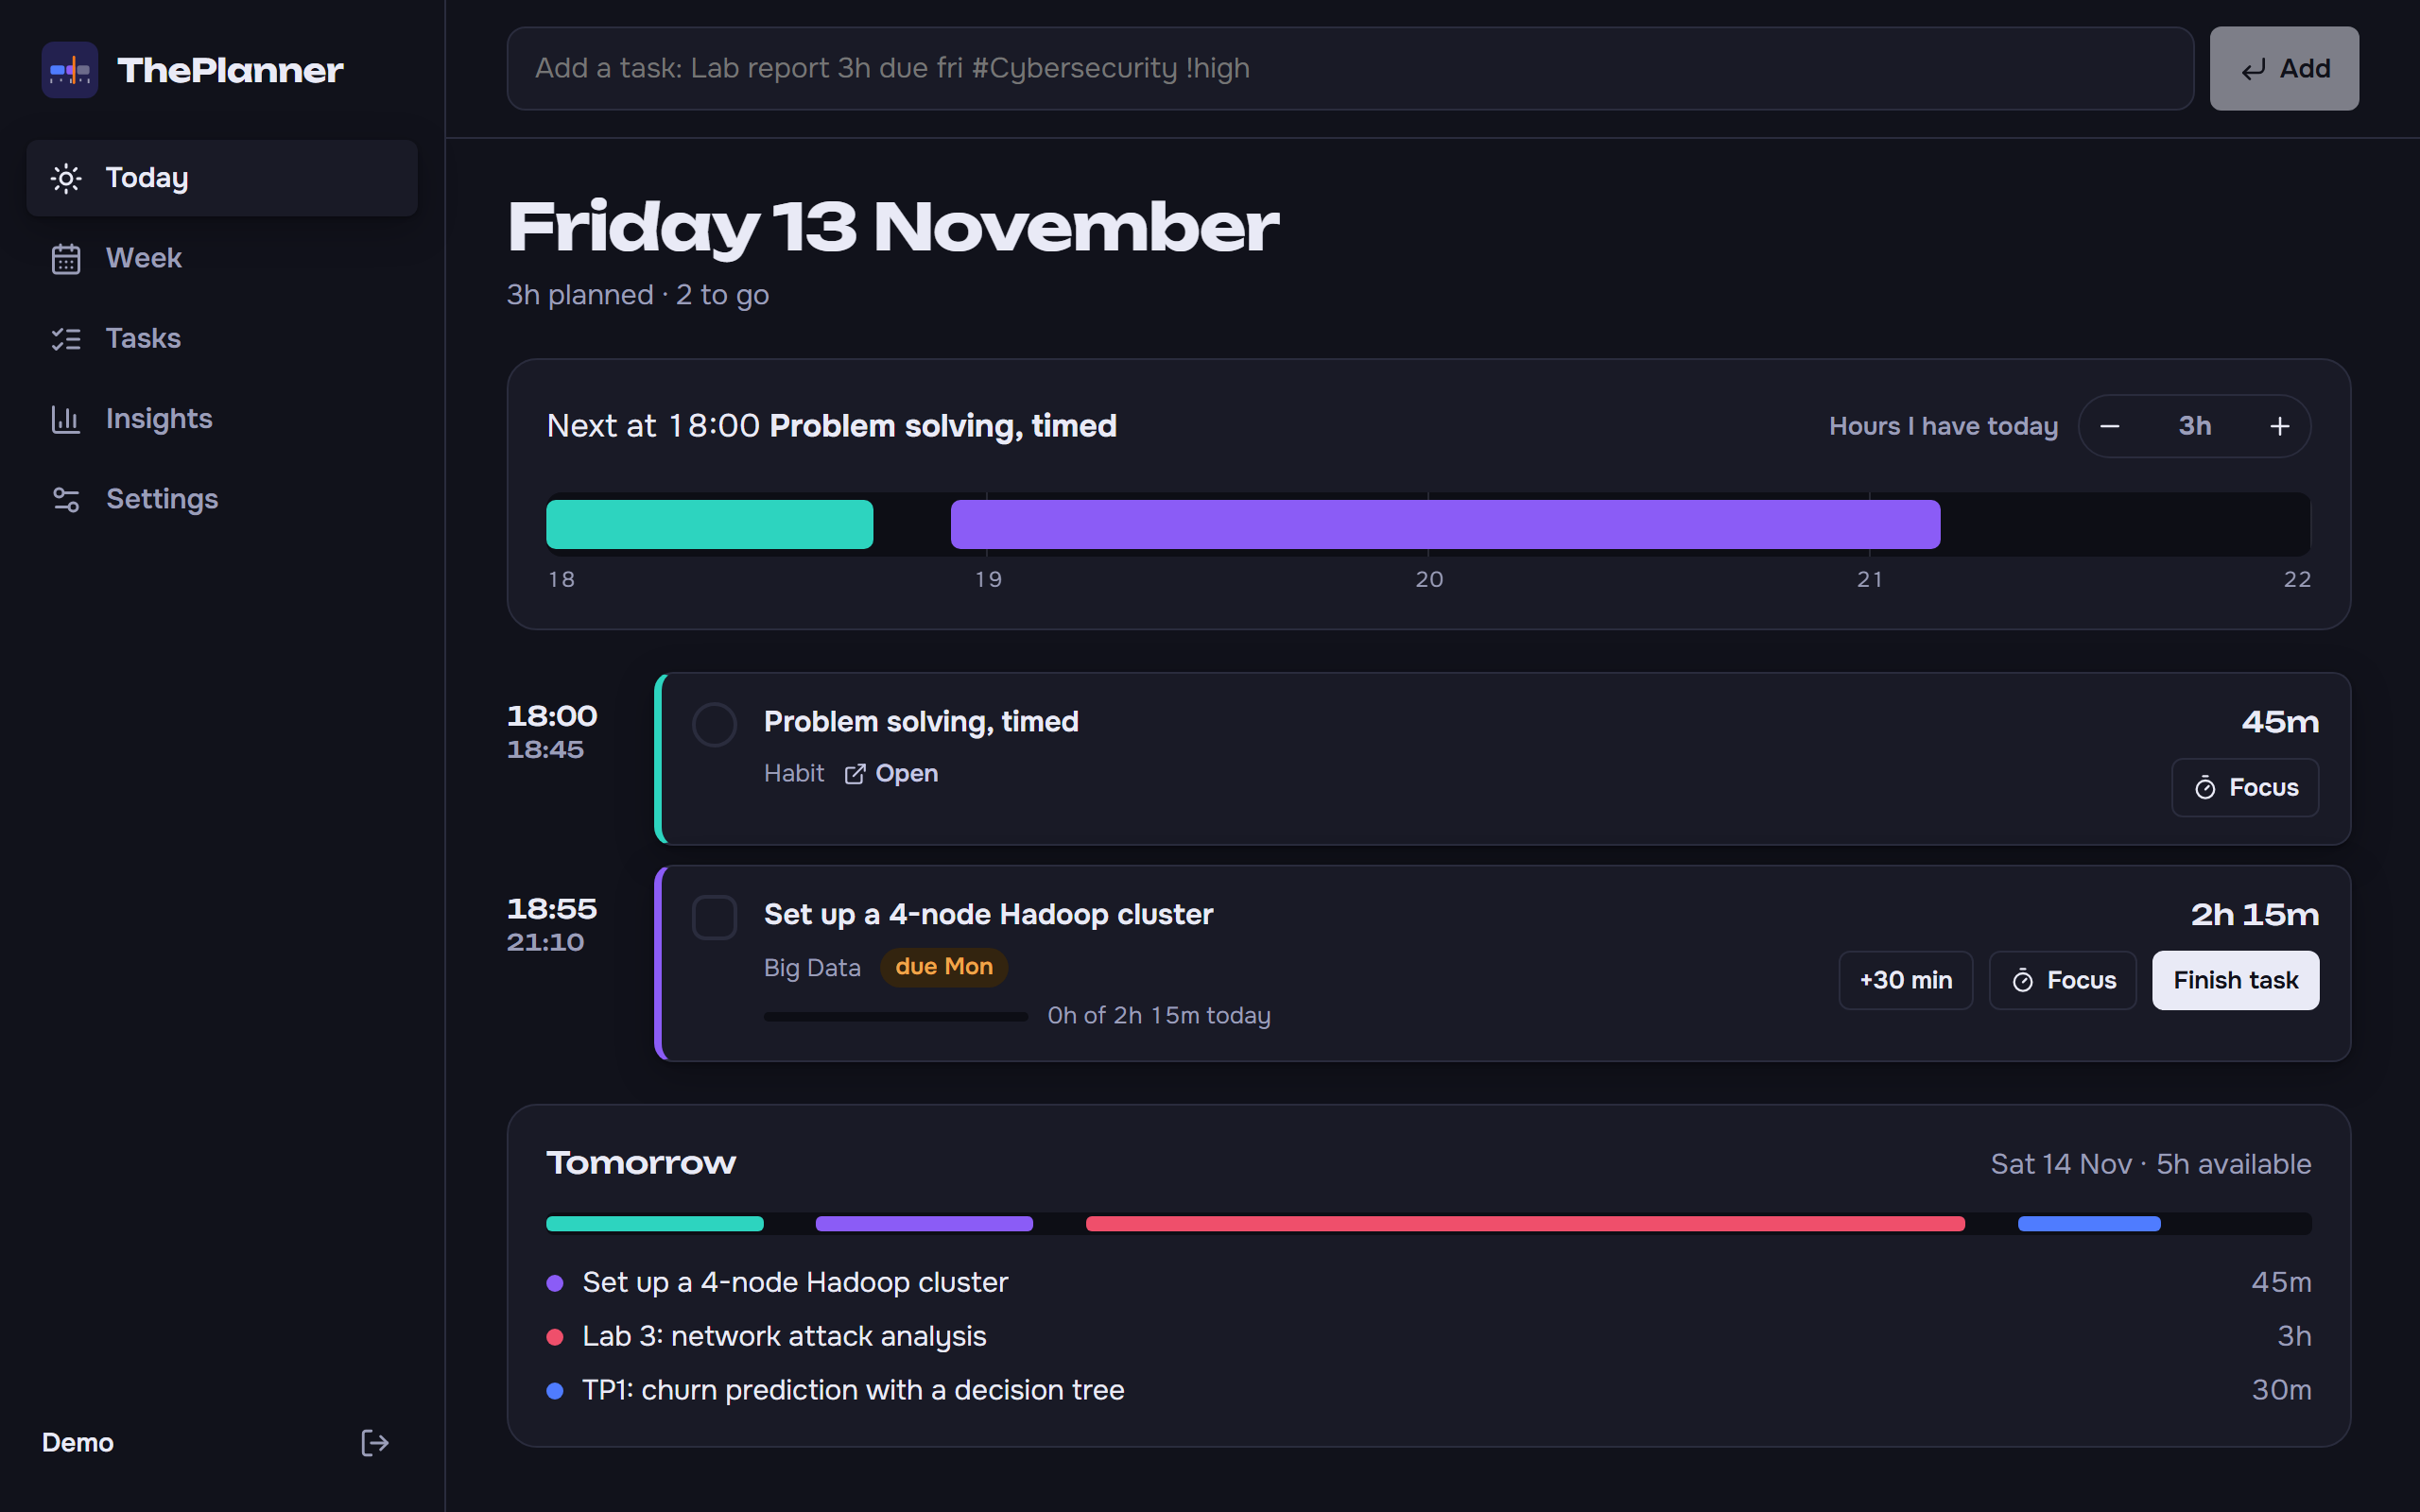 ThePlanner
Today
Week
Tasks
Insights
Settings
Demo
Add a task: Lab report 3h due fri #Cybersecurity !high
Add
Friday 13 November
3h planned · 2 to go
Next at 18:00 Problem solving, timed
Hours I have today
3h
18 19 20 21 22
18:00
18:45
Problem solving, timed
Habit Open
45m
Focus
18:55
21:10
Set up a 4-node Hadoop cluster
Big Data due Mon
0h of 2h 15m today
2h 15m
+30 min Focus Finish task
Tomorrow
Sat 14 Nov · 5h available
Set up a 4-node Hadoop cluster 45m
Lab 3: network attack analysis 3h
TP1: churn prediction with a decision tree 30m